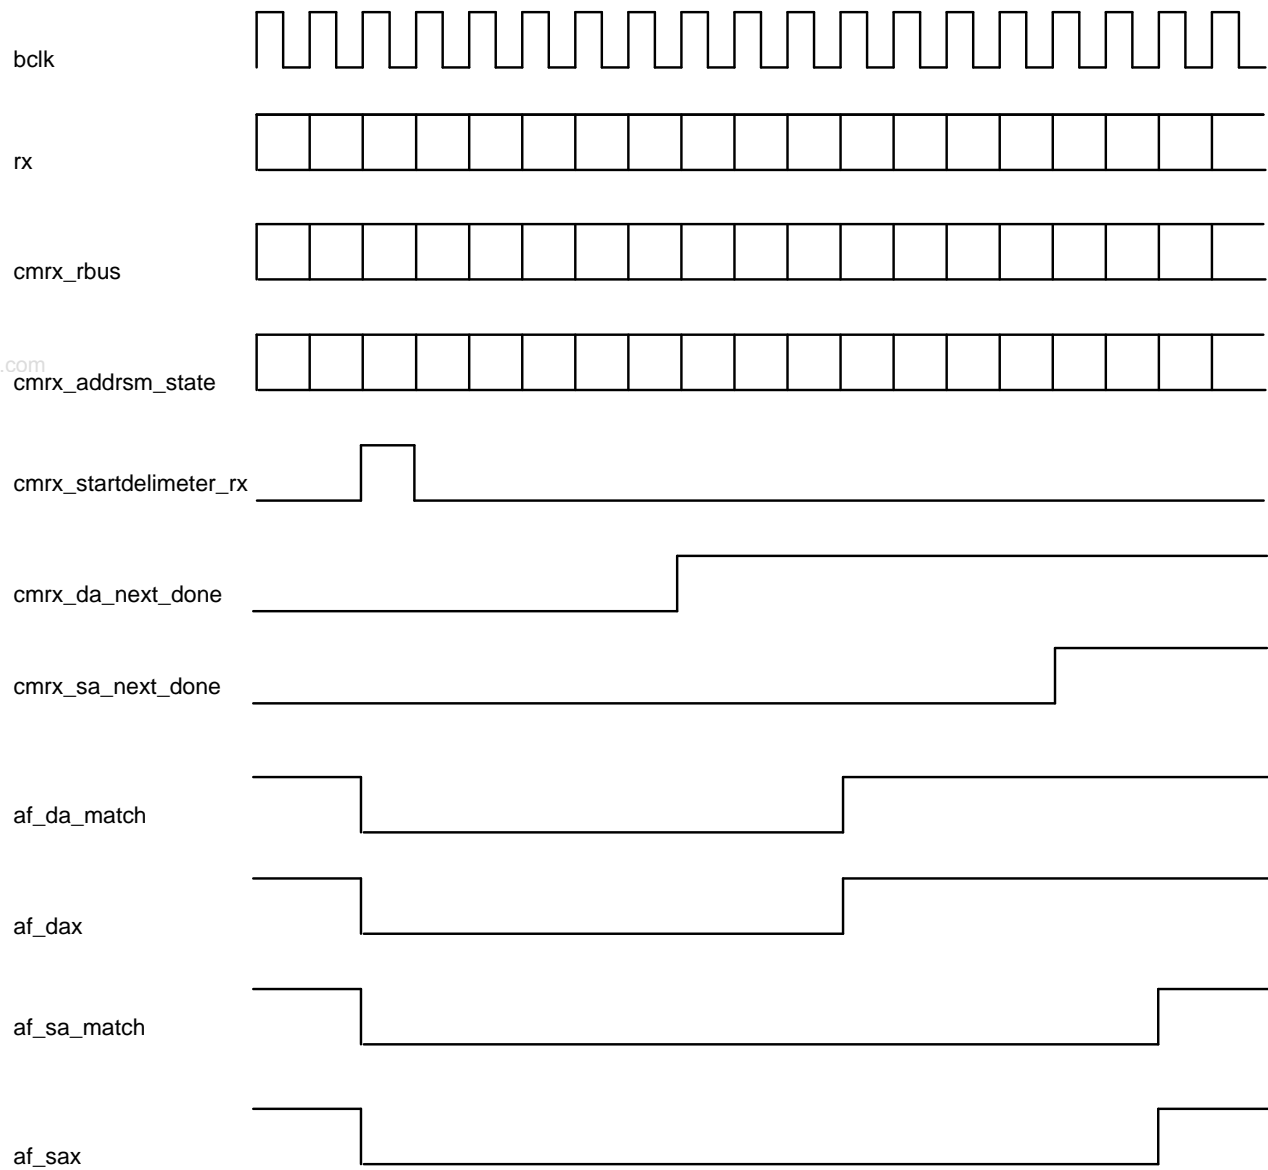 bclk
rx
cmrx_rbus
.com
cmrx_addrsm_state
cmrx_startdelimeter_rx
cmrx_da_next_done
cmrx_sa_next_done
af_da_match
af_dax
af_sa_match
af_sax